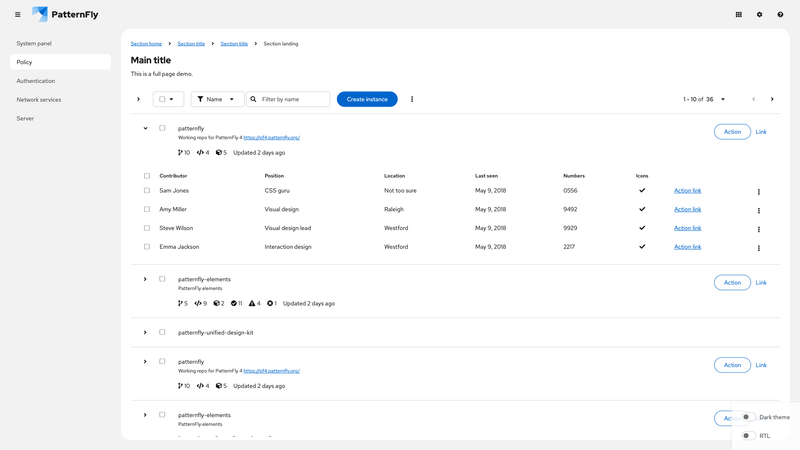 PatternFly
System panel
Policy
Authentication
Network services
Server
Section home Section title Section title Section landing
Main title
This is a full page demo.
Name Filter by name Create instance 1 - 10 of 36
patternfly
Working repo for PatternFly 4 https://pf4.patternfly.org/
10 4 5 Updated 2 days ago
Action Link
Contributor Position Location Last seen Numbers Icons
Sam Jones CSS guru Not too sure May 9, 2018 0556 Action link
Amy Miller Visual design Raleigh May 9, 2018 9492 Action link
Steve Wilson Visual design lead Westford May 9, 2018 9929 Action link
Emma Jackson Interaction design Westford May 9, 2018 2217 Action link
patternfly-elements
PatternFly elements
5 9 2 11 4 1 Updated 2 days ago
Action Link
patternfly-unified-design-kit
patternfly
Working repo for PatternFly 4 https://pf4.patternfly.org/
10 4 5 Updated 2 days ago
Action Link
patternfly-elements
PatternFly elements
Dark theme
RTL